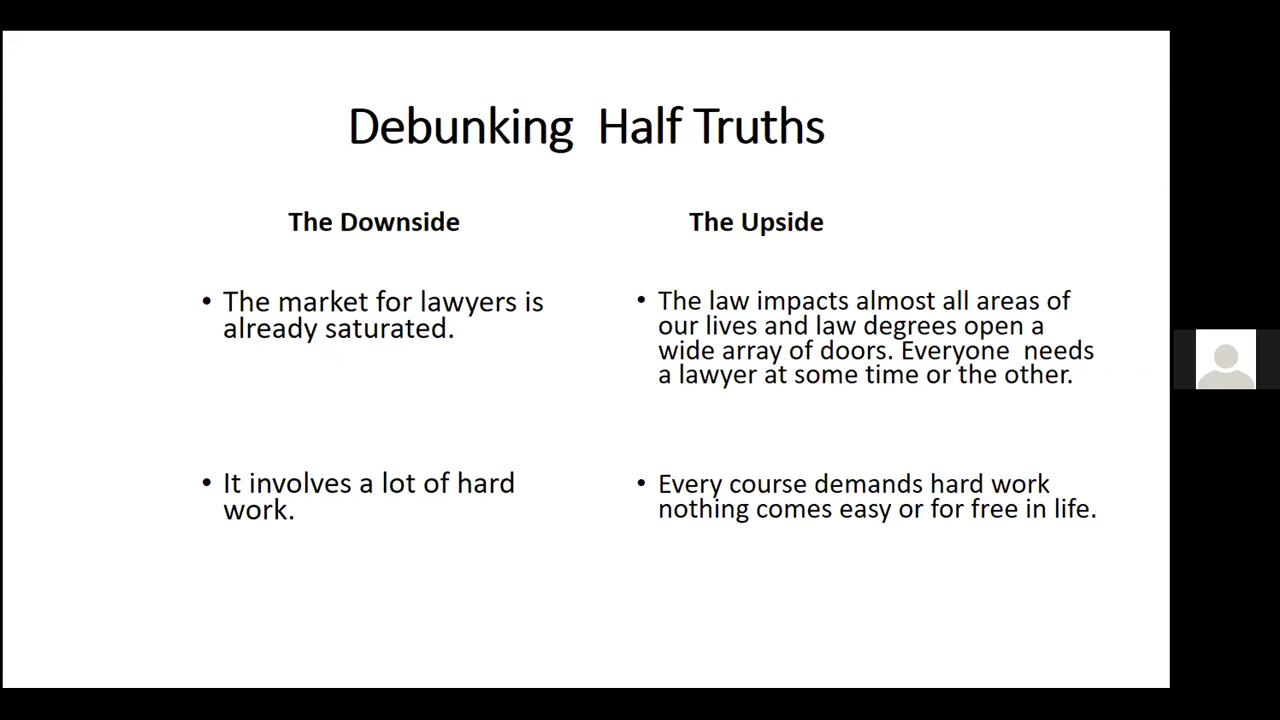 Debunking  Half Truths
The Downside
The market for lawyers is
already saturated.
It involves a lot of hard
work.
The Upside
The law impacts almost all areas of
our lives and law degrees open a
wide array of doors. Everyone  needs
a lawyer at some time or the other.
Every course demands hard work
nothing comes easy or for free in life.